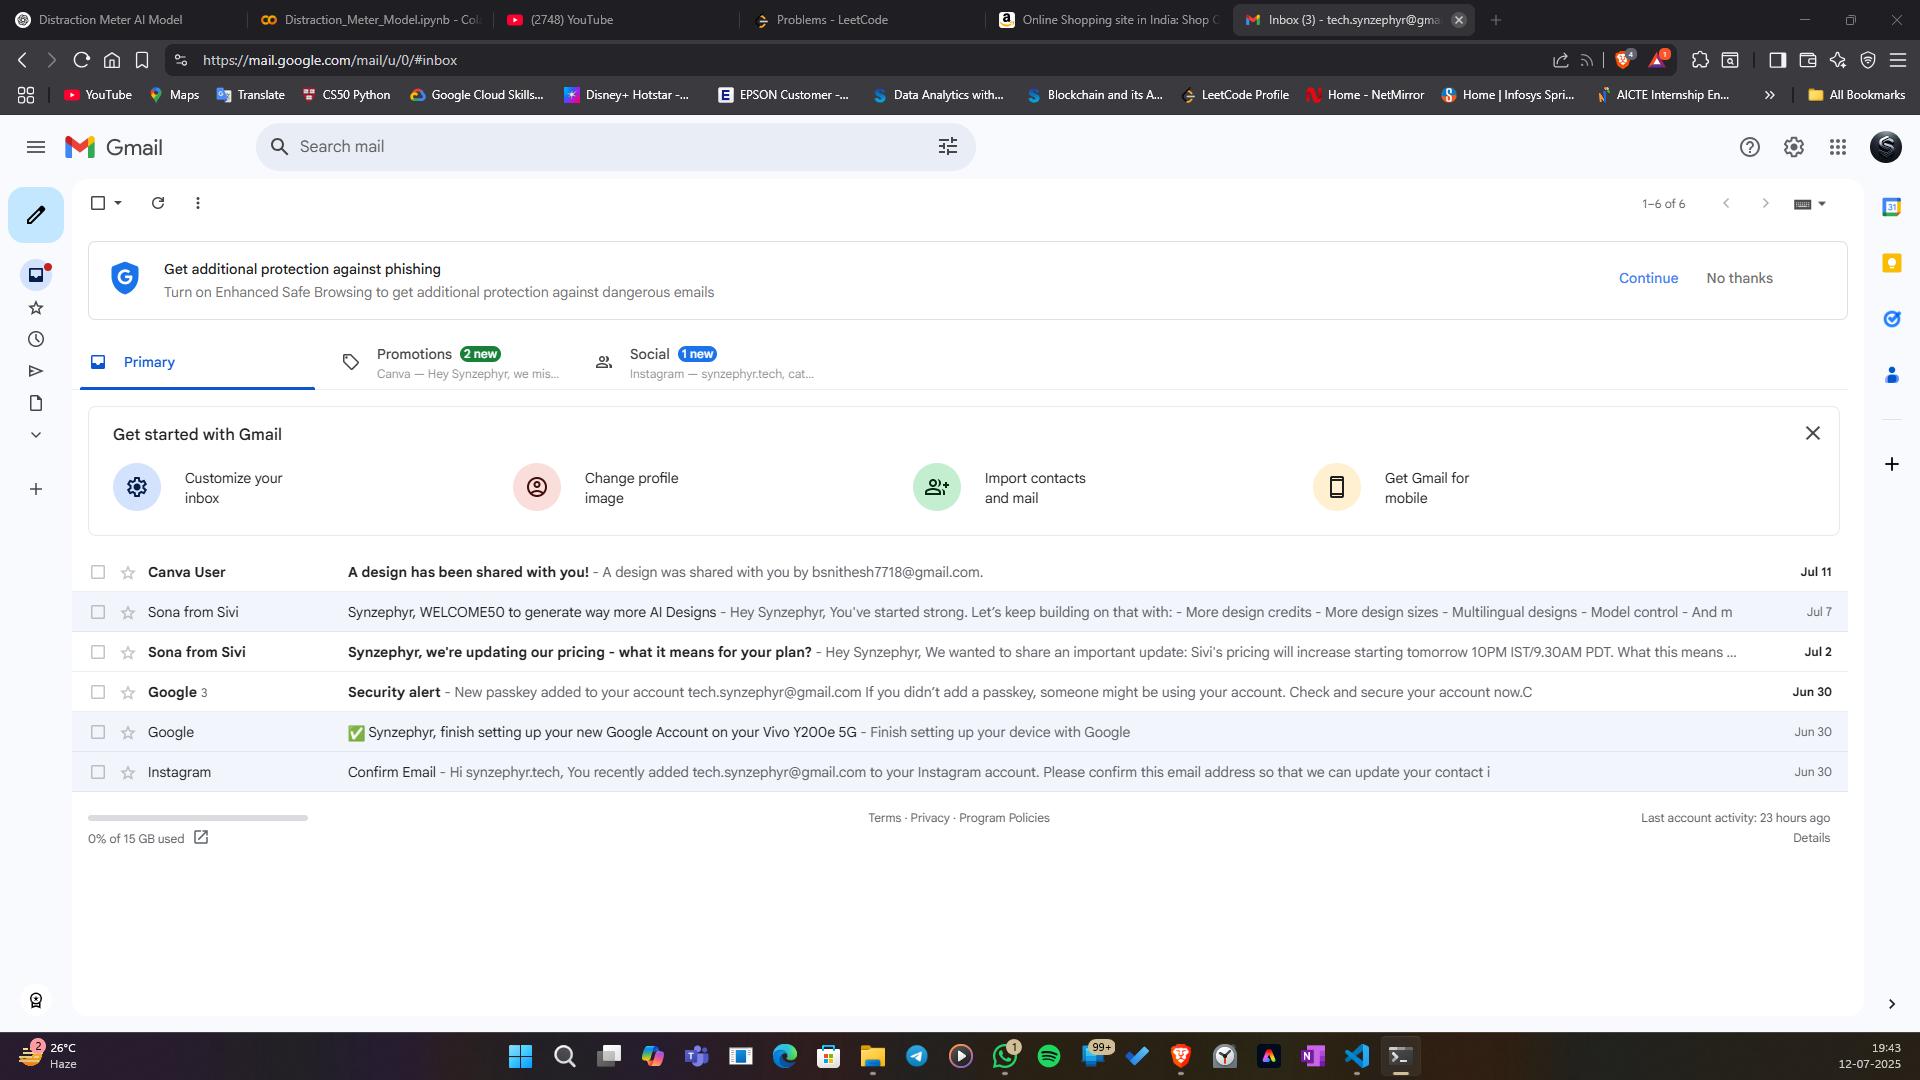 Distraction Meter AI Model
Distraction_Meter_Model.ipynb - Col
(2748) YouTube
Problems - LeetCode
Online Shopping site in India: Shop O
Inbox (3) - tech.synzephyr@gma
https://mail.google.com/mail/u/0/#inbox
4
1
YouTube
Maps
Translate
CS50 Python
Google Cloud Skills...
Disney+ Hotstar -...
EPSON Customer -...
Data Analytics with...
Blockchain and its A...
LeetCode Profile
Home - NetMirror
Home | Infosys Spri...
AICTE Internship En...
All Bookmarks
Gmail
Search mail
1–6 of 6
Get additional protection against phishing
Turn on Enhanced Safe Browsing to get additional protection against dangerous emails
Continue
No thanks
Primary
Promotions 2 new
Canva — Hey Synzephyr, we mis...
Social 1 new
Instagram — synzephyr.tech, cat...
Get started with Gmail
Customize your
inbox
Change profile
image
Import contacts
and mail
Get Gmail for
mobile
Canva User A design has been shared with you! - A design was shared with you by bsnithesh7718@gmail.com. Jul 11
Sona from Sivi Synzephyr, WELCOME50 to generate way more AI Designs - Hey Synzephyr, You've started strong. Let’s keep building on that with: - More design credits - More design sizes - Multilingual designs - Model control - And m Jul 7
Sona from Sivi Synzephyr, we're updating our pricing - what it means for your plan? - Hey Synzephyr, We wanted to share an important update: Sivi's pricing will increase starting tomorrow 10PM IST/9.30AM PDT. What this means ... Jul 2
Google 3 Security alert - New passkey added to your account tech.synzephyr@gmail.com If you didn’t add a passkey, someone might be using your account. Check and secure your account now.C Jun 30
Google ✅ Synzephyr, finish setting up your new Google Account on your Vivo Y200e 5G - Finish setting up your device with Google Jun 30
Instagram Confirm Email - Hi synzephyr.tech, You recently added tech.synzephyr@gmail.com to your Instagram account. Please confirm this email address so that we can update your contact i Jun 30
0% of 15 GB used
Terms · Privacy · Program Policies
Last account activity: 23 hours ago
Details
31
2
26°C
Haze
1
99+
19:43
12-07-2025